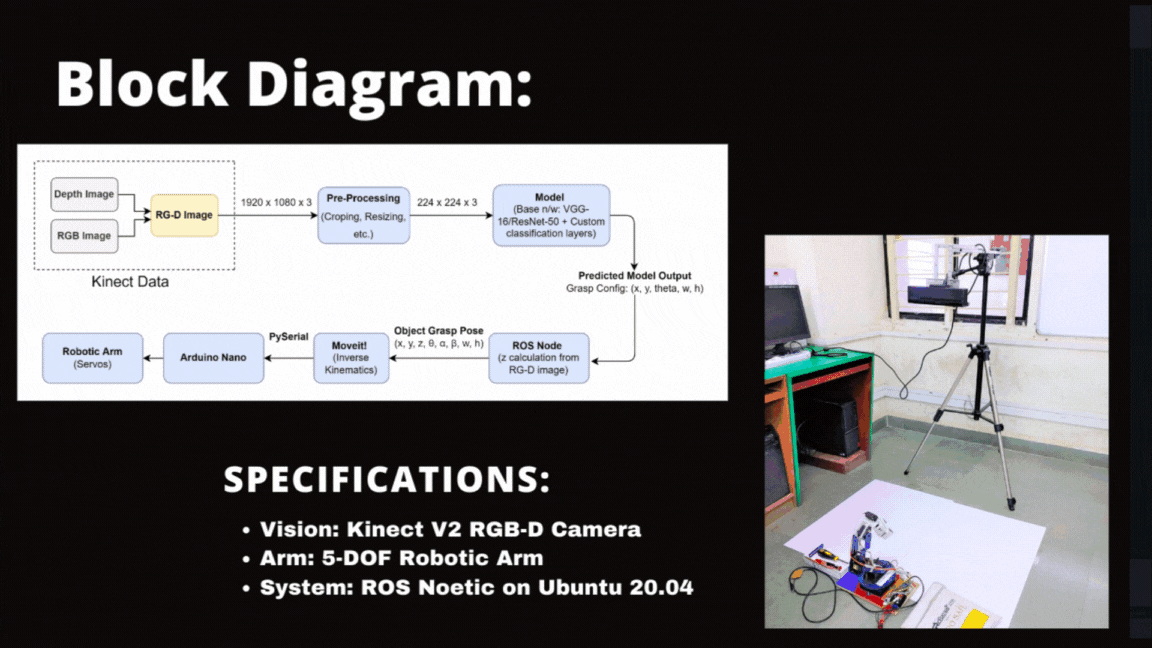 Block Diagram:
Depth Image
RGB Image
RG-D Image
Kinect Data
1920 x 1080 x 3
Pre-Processing
(Croping, Resizing,
etc.)
224 x 224 x 3
Model
(Base n/w: VGG-
16/ResNet-50 + Custom
classification layers)
Predicted Model Output
Grasp Config: (x, y, theta, w, h)
ROS Node
(z calculation from
RG-D image)
Object Grasp Pose
(x, y, z, θ, α, β, w, h)
Moveit!
(Inverse
Kinematics)
PySerial
Arduino Nano
Robotic Arm
(Servos)
SPECIFICATIONS:
• Vision: Kinect V2 RGB-D Camera
• Arm: 5-DOF Robotic Arm
• System: ROS Noetic on Ubuntu 20.04